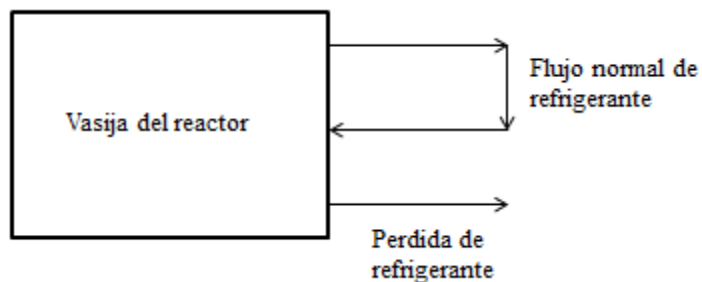 Flujo normal de
refrigerante
Vasija del reactor
Perdida de
refrigerante